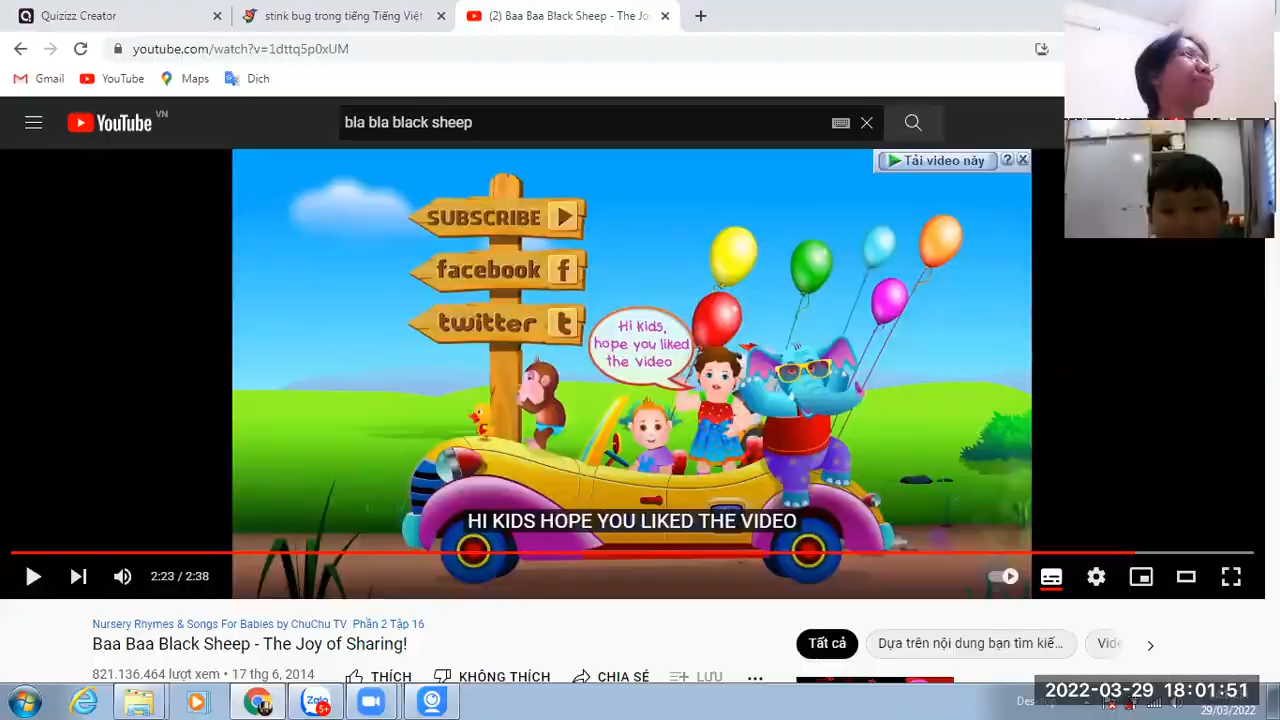 Quizizz Creator
stink bug trong tiếng Tiếng Việt
(2) Baa Baa Black Sheep - The Jo
youtube.com/watch?v=1dttq5p0xUM
Gmail YouTube Maps Dịch
YouTube VN
bla bla black sheep
Tải video này ? X
SUBSCRIBE
facebook f
twitter t
Hi kids,
hope you liked
the video
HI KIDS HOPE YOU LIKED THE VIDEO
2:23 / 2:38
Nursery Rhymes & Songs For Babies by ChuChu TV Phần 2 Tập 16
Baa Baa Black Sheep - The Joy of Sharing!
Tất cả Dựa trên nội dung bạn tìm kiế... Vide
821.136.464 lượt xem • 17 thg 6, 2014
THÍCH KHÔNG THÍCH CHIA SẺ LƯU
Zalo 5+
Desktop
2022-03-29 18:01:51
29/03/2022